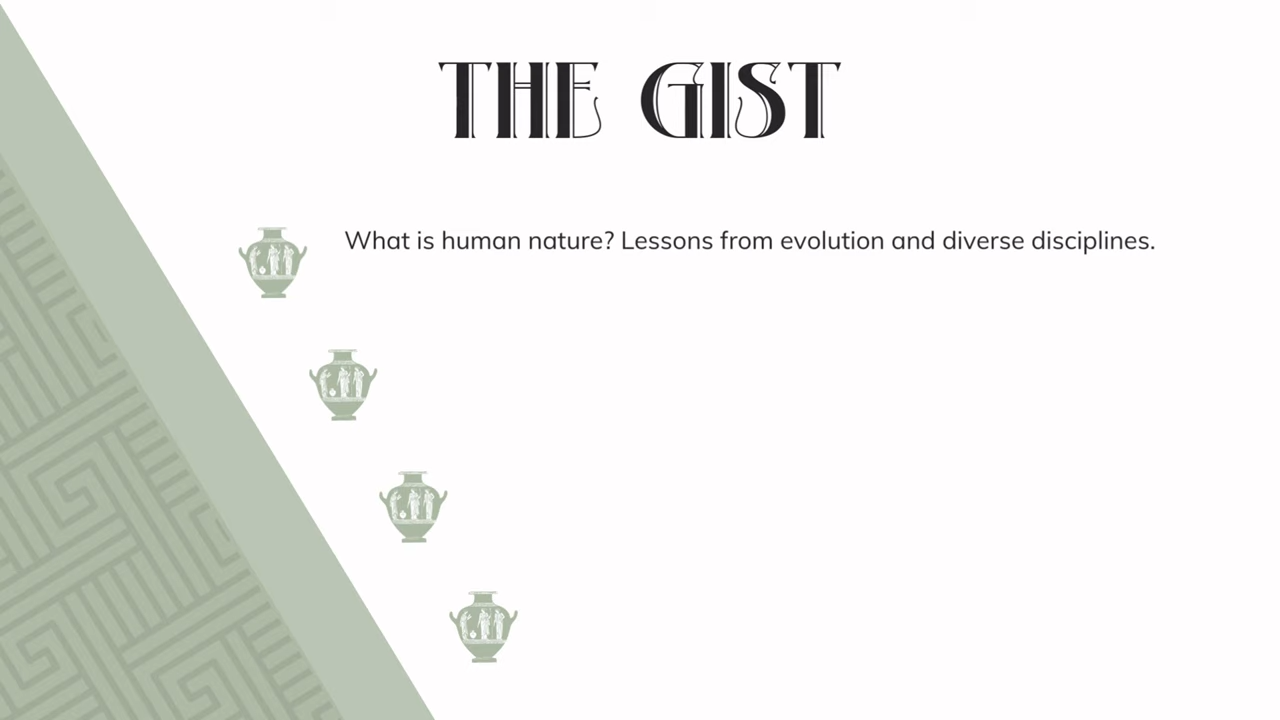 THE GIST
What is human nature? Lessons from evolution and diverse disciplines.